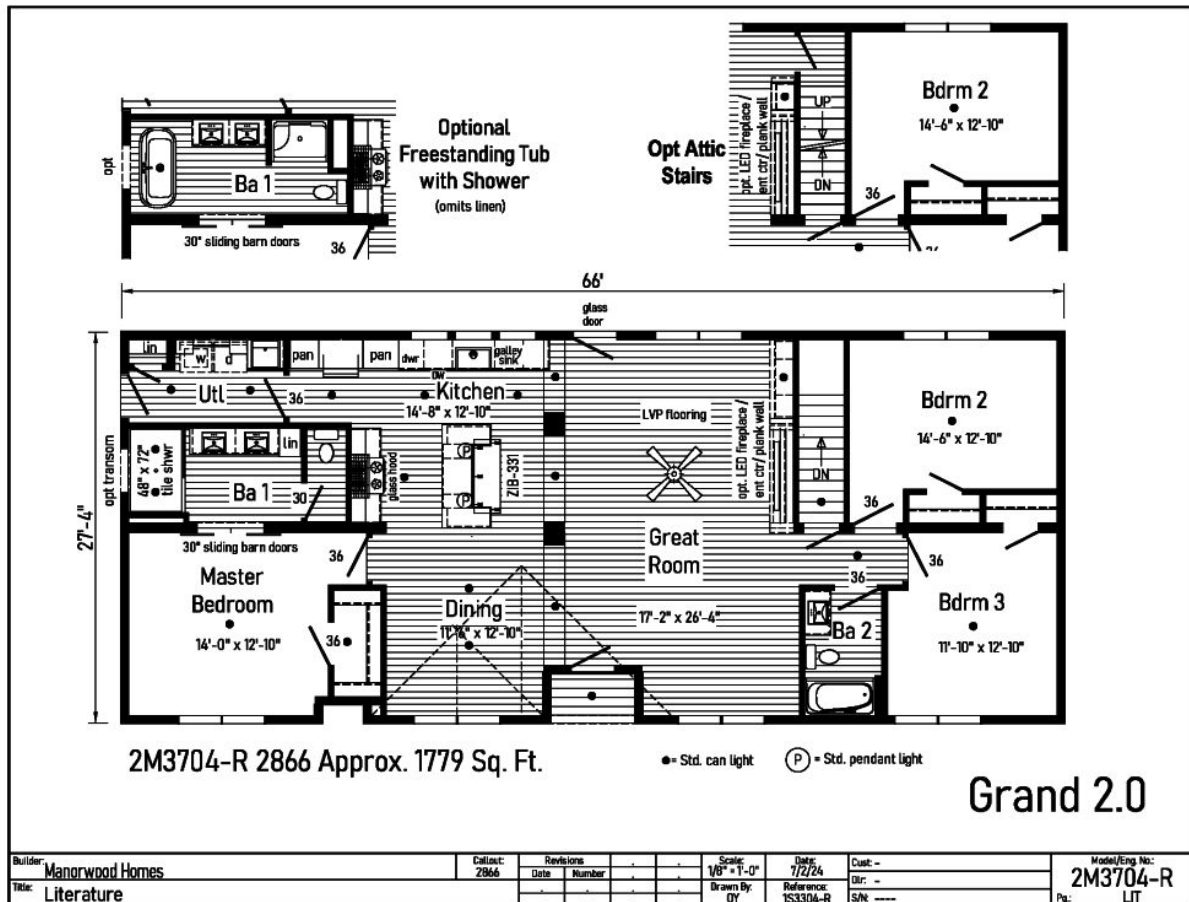 Optional
Freestanding Tub
with Shower
(omits linen)
opt
Ba 1
30" sliding barn doors
36
Opt Attic
Stairs
opt. LED fireplace /
ent ctr/ plank wall
UP
DN
36
Bdrm 2
14'-6" x 12'-10"
66'
glass
door
27'-4"
lin
w
d
pan
pan
dwr
DW
galley
sink
Utl
36
Kitchen
14'-8" x 12'-10"
LVP flooring
opt. LED fireplace /
ent ctr/ plank wall
DN
Bdrm 2
14'-6" x 12'-10"
36
opt transom
48" x 72"
tile shwr
lin
Ba 1
30
glass hood
P
P
ZIB-331
30" sliding barn doors
36
Master
Bedroom
14'-0" x 12'-10"
36
Dining
11'-6" x 12'-10"
Great
Room
17'-2" x 26'-4"
36
Ba 2
36
Bdrm 3
11'-10" x 12'-10"
2M3704-R 2866 Approx. 1779 Sq. Ft.
● = Std. can light
P = Std. pendant light
Grand 2.0
Builder: Manorwood Homes
Title: Literature
Callout:
2866
Revisions
Date Number
Scale:
1/8" = 1'-0"
Drawn By:
DY
Date:
7/2/24
Reference:
1S3304-R
Cust: -
Dlr: -
S/N: ----
Model/Eng. No.:
2M3704-R
Pg.: LIT